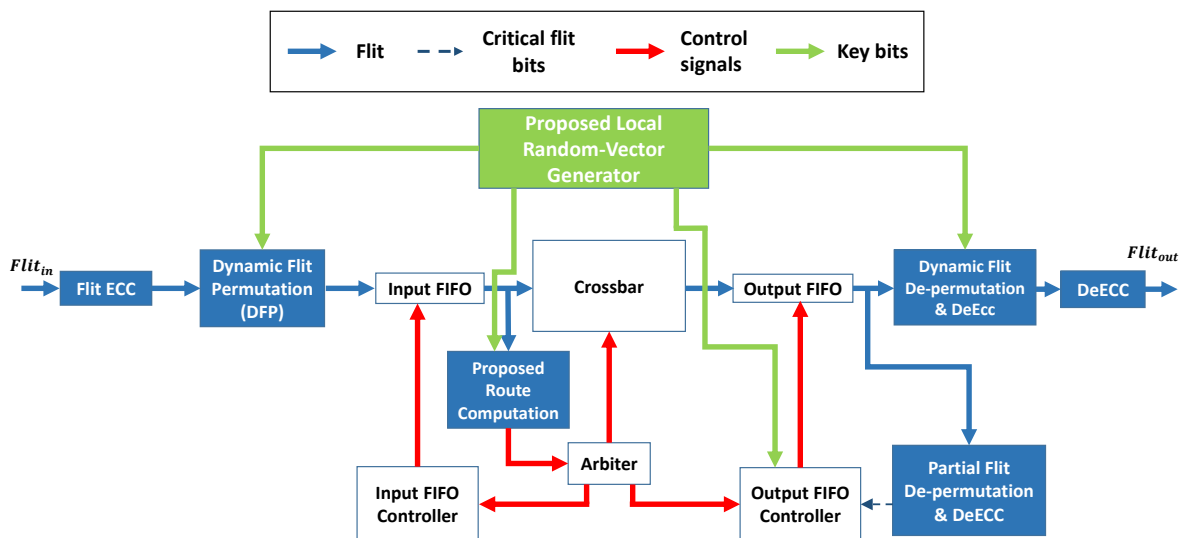 Flit
Critical flit
bits
Control
signals
Key bits
Proposed Local
Random-Vector
Generator
Flit_in
Flit ECC
Dynamic Flit
Permutation
(DFP)
Input FIFO
Crossbar
Output FIFO
Dynamic Flit
De-permutation
& DeEcc
DeECC
Flit_out
Proposed
Route
Computation
Arbiter
Input FIFO
Controller
Output FIFO
Controller
Partial Flit
De-permutation
& DeECC